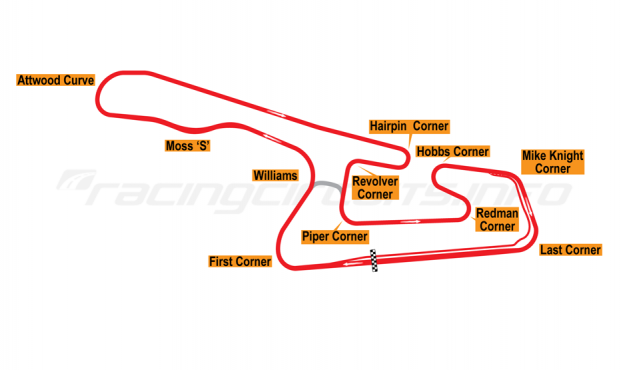 Attwood Curve
Hairpin Corner
Moss ‘S’
Hobbs Corner
Mike Knight
Corner
Williams
Revolver
Corner
racingcircuits.info
Redman
Corner
Piper Corner
First Corner
Last Corner